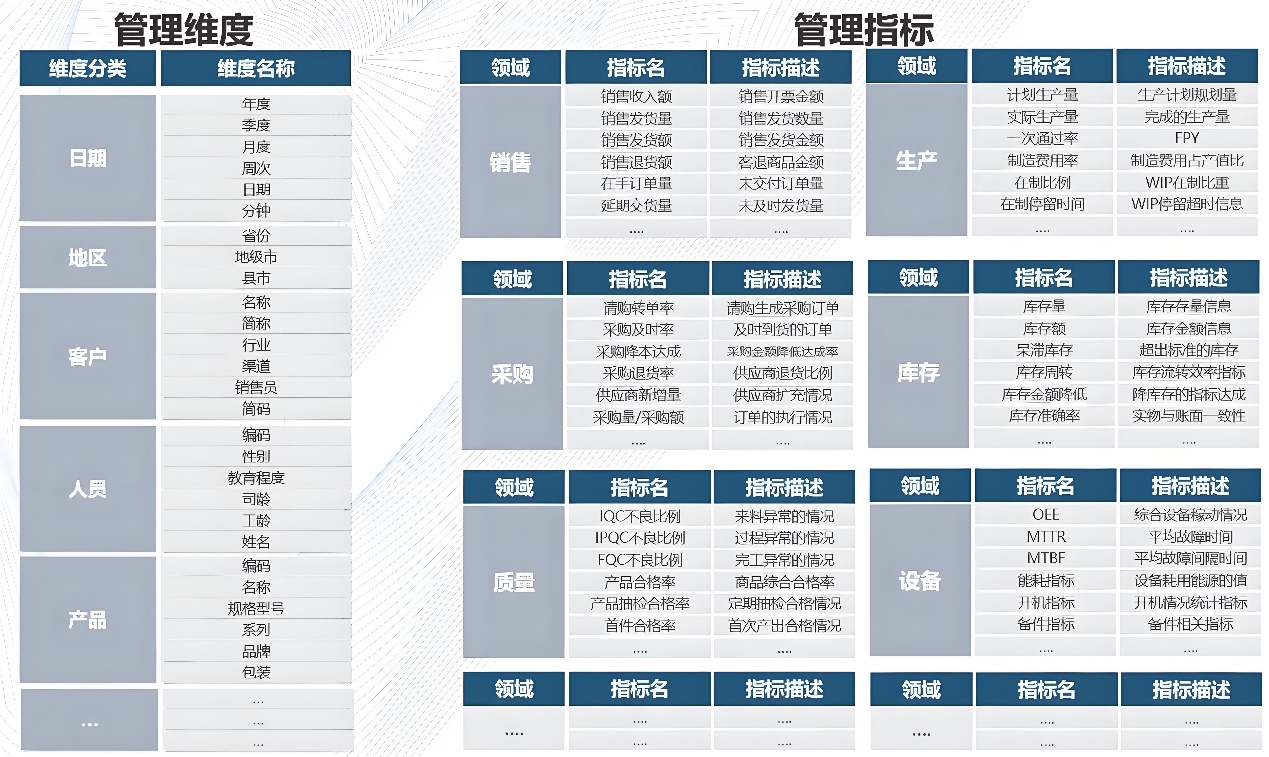 管理维度
维度分类 维度名称
日期
年度
季度
月度
周次
日期
分钟
地区
省份
地级市
县市
客户
名称
简称
行业
渠道
销售员
简码
人员
编码
性别
教育程度
司龄
工龄
姓名
产品
编码
名称
规格型号
系列
品牌
包装
...
...
...
...
管理指标
领域 指标名 指标描述
销售
销售收入额 销售开票金额
销售发货量 销售发货数量
销售发货额 销售发货金额
销售退货额 客退商品金额
在手订单量 未交付订单量
延期交货量 未及时发货量
.... ....
领域 指标名 指标描述
生产
计划生产量 生产计划规划量
实际生产量 完成的生产量
一次通过率 FPY
制造费用率 制造费用占产值比
在制比例 WIP在制比重
在制停留时间 WIP停留超时信息
.... ....
领域 指标名 指标描述
采购
请购转单率 请购生成采购订单
采购及时率 及时到货的订单
采购降本达成 采购金额降低达成率
采购退货率 供应商退货比例
供应商新增量 供应商扩充情况
采购量/采购额 订单的执行情况
.... ....
领域 指标名 指标描述
库存
库存量 库存存量信息
库存额 库存金额信息
呆滞库存 超出标准的库存
库存周转 库存流转效率指标
库存金额降低 降库存的指标达成
库存准确率 实物与账面一致性
.... ....
领域 指标名 指标描述
质量
IQC不良比例 来料异常的情况
IPQC不良比例 过程异常的情况
FQC不良比例 完工异常的情况
产品合格率 商品综合合格率
产品抽检合格率 定期抽检合格情况
首件合格率 首次产出合格情况
.... ....
领域 指标名 指标描述
设备
OEE 综合设备稼动情况
MTTR 平均故障时间
MTBF 平均故障间隔时间
能耗指标 设备耗用能源的值
开机指标 开机情况统计指标
备件指标 备件相关指标
.... ....
领域 指标名 指标描述
....
.... ....
.... ....
领域 指标名 指标描述
....
.... ....
.... ....